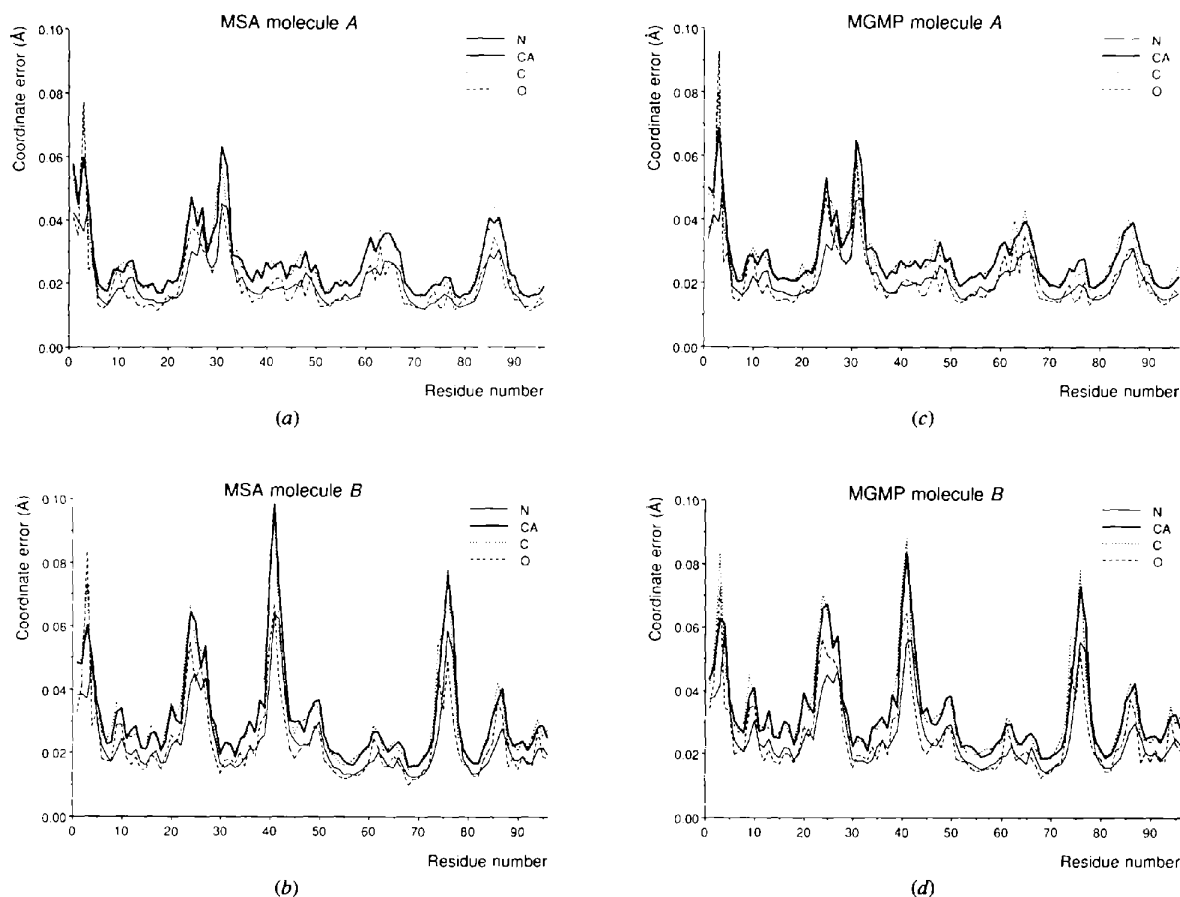 MSA molecule A
Coordinate error (Å)
N
CA
C
O
0.10
0.08
0.06
0.04
0.02
0.00
0 10 20 30 40 50 60 70 80 90
Residue number
(a)
MGMP molecule A
Coordinate error (Å)
N
CA
C
O
0.10
0.08
0.06
0.04
0.02
0.00
0 10 20 30 40 50 60 70 80 90
Residue number
(c)
MSA molecule B
Coordinate error (Å)
N
CA
C
O
0.10
0.08
0.06
0.04
0.02
0.00
0 10 20 30 40 50 60 70 80 90
Residue number
(b)
MGMP molecule B
Coordinate error (Å)
N
CA
C
O
0.10
0.08
0.06
0.04
0.02
0.00
0 10 20 30 40 50 60 70 80 90
Residue number
(d)